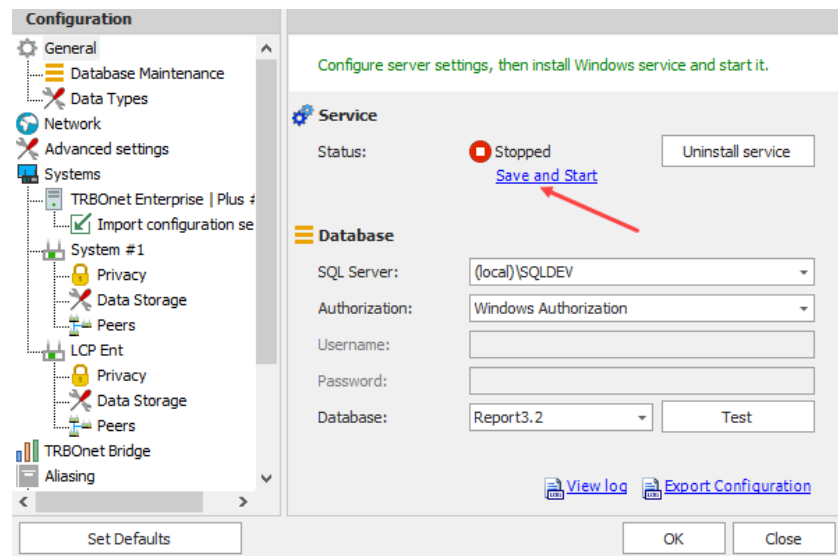 Configuration
General
Database Maintenance
Data Types
Network
Advanced settings
Systems
TRBOnet Enterprise | Plus #
Import configuration se
System #1
Privacy
Data Storage
Peers
LCP Ent
Privacy
Data Storage
Peers
TRBOnet Bridge
Aliasing
Set Defaults
Configure server settings, then install Windows service and start it.
Service
Status: Stopped Uninstall service
Save and Start
Database
SQL Server: (local)\SQLDEV
Authorization: Windows Authorization
Username:
Password:
Database: Report3.2 Test
View log Export Configuration
OK Close